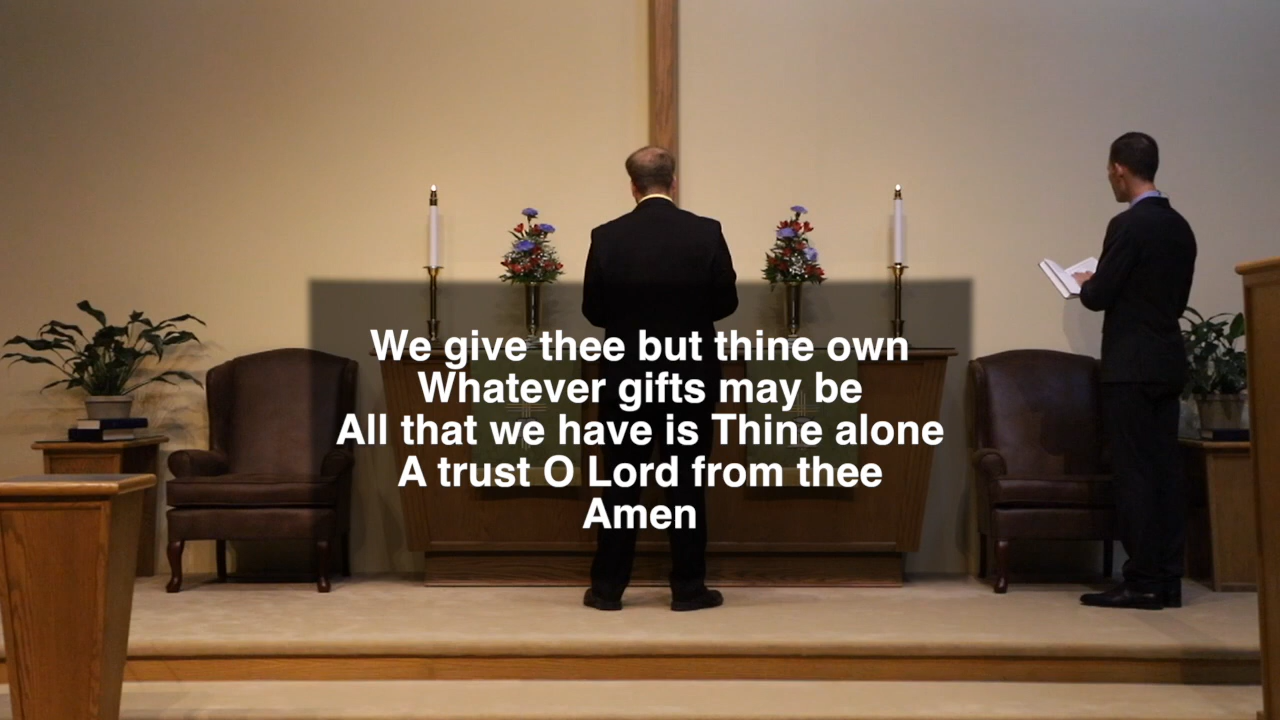 We give thee but thine own
Whatever gifts may be
All that we have is Thine alone
A trust O Lord from thee
Amen